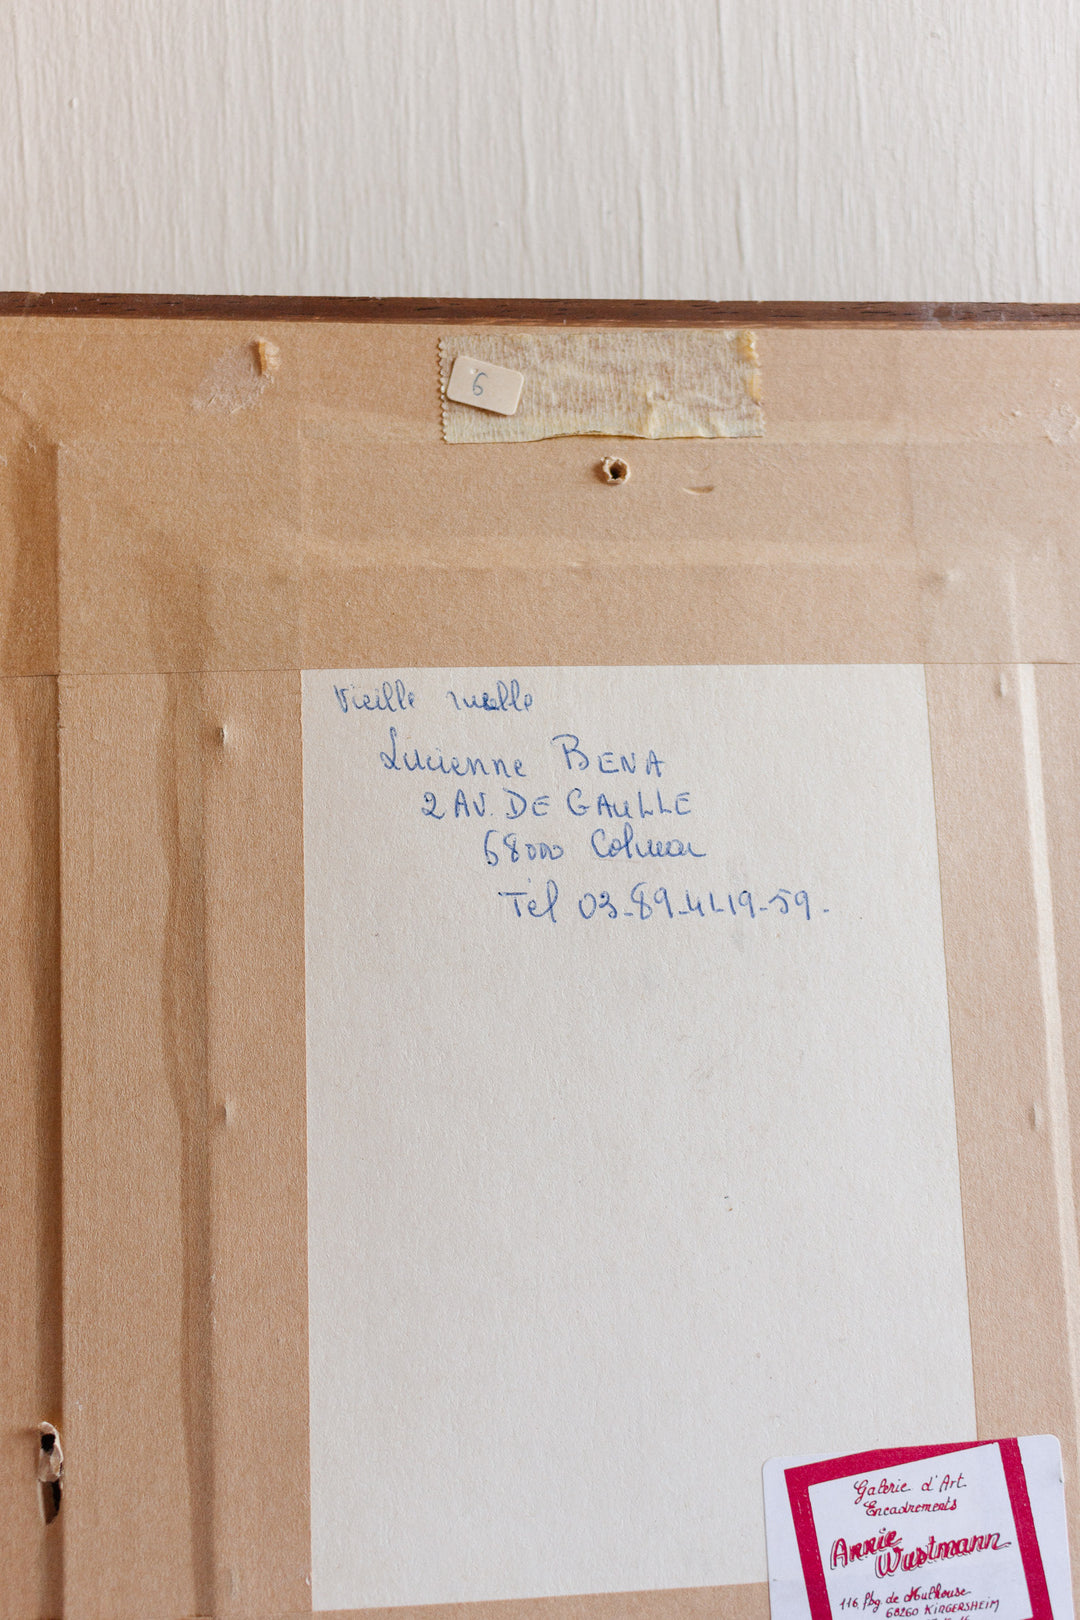 6
Vieille ruelle
Lucienne BENA
2 AV. DE GAULLE
68000 Colmar
Tél 03-89-41-19-59-
Galerie d'Art
Encadrements
Annie
Wustmann
116, fbg. de Mulhouse
68260 KINGERSHEIM